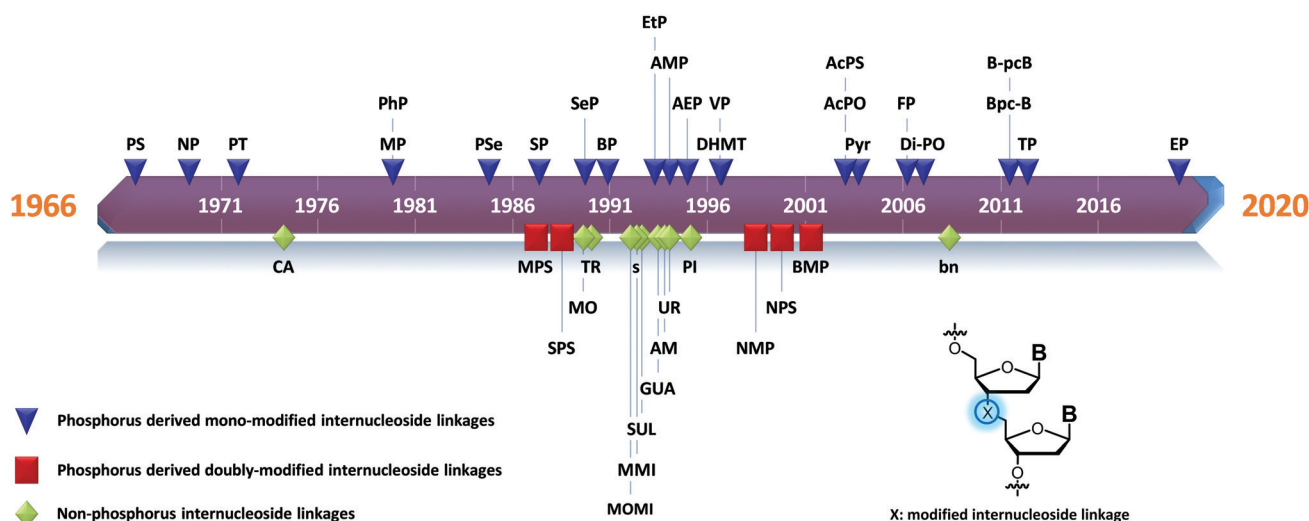 EtP
AMP
AcPS
B-pcB
PhP
SeP
AEP
VP
AcPO
FP
Bpc-B
PS
NP
PT
MP
PSe
SP
BP
DHMT
Pyr
Di-PO
TP
EP
1966
1971
1976
1981
1986
1991
1996
2001
2006
2011
2016
2020
CA
MPS
TR
s
PI
BMP
bn
MO
UR
NPS
SPS
AM
NMP
GUA
SUL
MMI
MOMI
Phosphorus derived mono-modified internucleoside linkages
Phosphorus derived doubly-modified internucleoside linkages
Non-phosphorus internucleoside linkages
O
O
B
X
O
B
O
X: modified internucleoside linkage